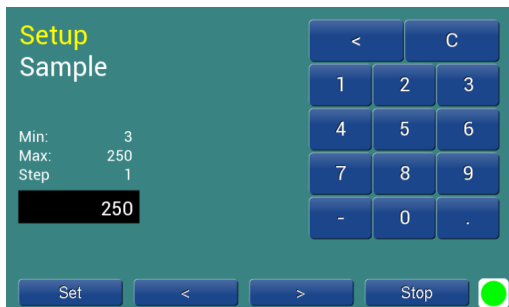 Setup
Sample
Min: 3
Max: 250
Step 1
250
< C
1 2 3
4 5 6
7 8 9
- 0 .
Set < > Stop